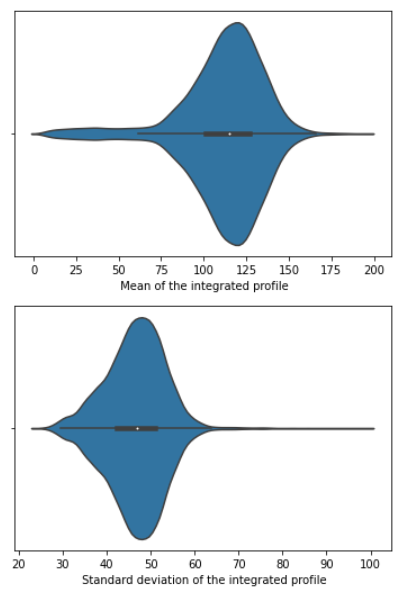 0 25 50 75 100 125 150 175 200
Mean of the integrated profile
20 30 40 50 60 70 80 90 100
Standard deviation of the integrated profile